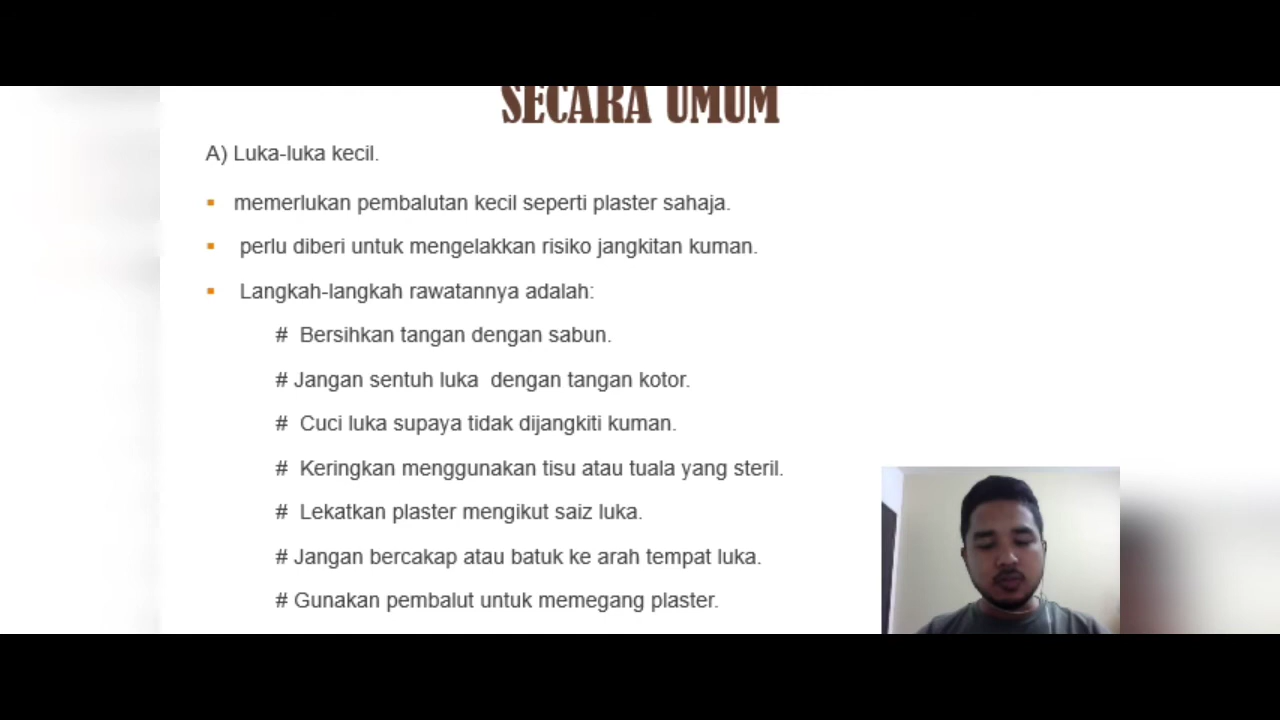 SECARA UMUM
A) Luka-luka kecil.
▪ memerlukan pembalutan kecil seperti plaster sahaja.
▪ perlu diberi untuk mengelakkan risiko jangkitan kuman.
▪ Langkah-langkah rawatannya adalah:
# Bersihkan tangan dengan sabun.
# Jangan sentuh luka dengan tangan kotor.
# Cuci luka supaya tidak dijangkiti kuman.
# Keringkan menggunakan tisu atau tuala yang steril.
# Lekatkan plaster mengikut saiz luka.
# Jangan bercakap atau batuk ke arah tempat luka.
# Gunakan pembalut untuk memegang plaster.